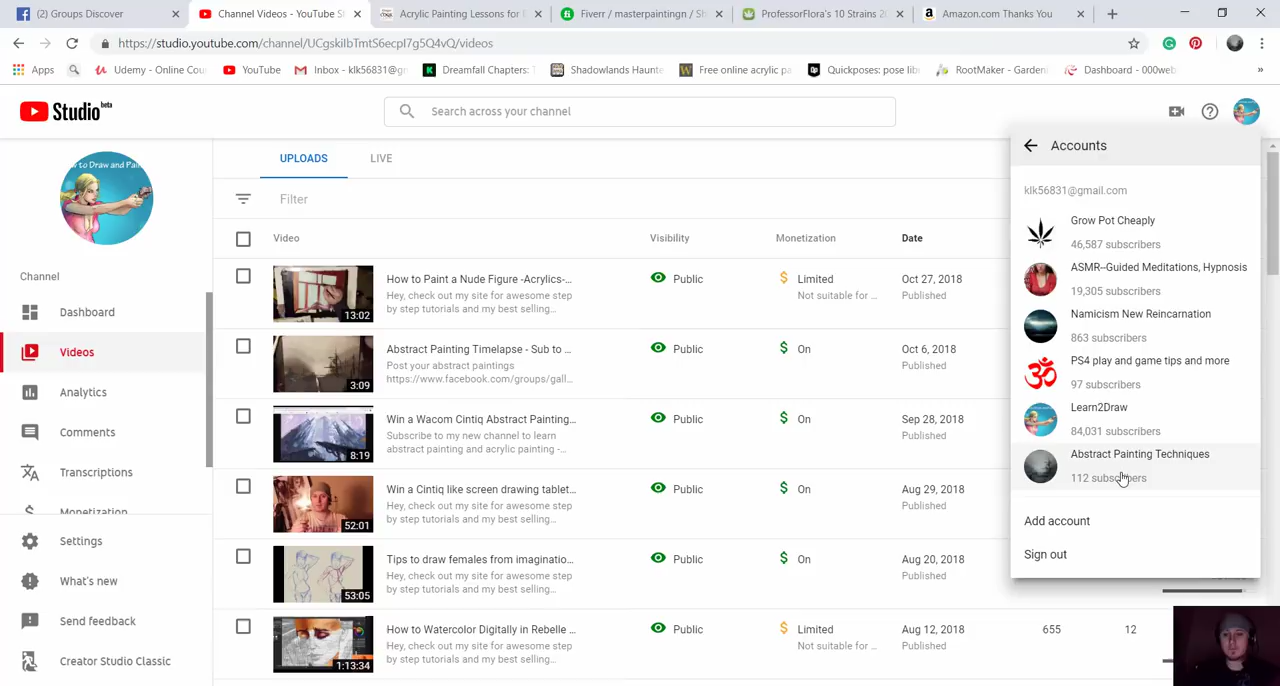 (2) Groups Discover
Channel Videos - YouTube S
Acrylic Painting Lessons for E
Fiverr / masterpaintingn / S
ProfessorFlora's 10 Strains 20
Amazon.com Thanks You
https://studio.youtube.com/channel/UCgskiIbTmtS6ecpI7g5Q4vQ/videos
Apps
Udemy - Online Cou
YouTube
Inbox - klk56831@gm
Dreamfall Chapters:
Shadowlands Haunte
Free online acrylic pa
Quickposes: pose lib
RootMaker - Garden
Dashboard - 000web
Studio beta
Search across your channel
How to Draw and Pain
Channel
Dashboard
Videos
Analytics
Comments
Transcriptions
Monetization
Settings
What's new
Send feedback
Creator Studio Classic
UPLOADS
LIVE
Filter
Video
Visibility
Monetization
Date
13:02
How to Paint a Nude Figure -Acrylics-...
Hey, check out my site for awesome step
by step tutorials and my best selling...
Public
Limited
Not suitable for ...
Oct 27, 2018
Published
3:09
Abstract Painting Timelapse - Sub to ...
Post your abstract paintings
https://www.facebook.com/groups/gall...
Public
On
Oct 6, 2018
Published
8:19
Win a Wacom Cintiq Abstract Painting...
Subscribe to my new channel to learn
abstract painting and acrylic painting -...
Public
On
Sep 28, 2018
Published
52:01
Win a Cintiq like screen drawing tablet...
Hey, check out my site for awesome step
by step tutorials and my best selling...
Public
On
Aug 29, 2018
Published
53:05
Tips to draw females from imaginatio...
Hey, check out my site for awesome step
by step tutorials and my best selling...
Public
On
Aug 20, 2018
Published
1:13:34
How to Watercolor Digitally in Rebelle ...
Hey, check out my site for awesome step
by step tutorials and my best selling...
Public
Limited
Not suitable for ...
Aug 12, 2018
Published
655
12
Accounts
klk56831@gmail.com
Grow Pot Cheaply
46,587 subscribers
ASMR--Guided Meditations, Hypnosis
19,305 subscribers
Namicism New Reincarnation
863 subscribers
PS4 play and game tips and more
97 subscribers
Learn2Draw
84,031 subscribers
Abstract Painting Techniques
112 subscribers
Add account
Sign out